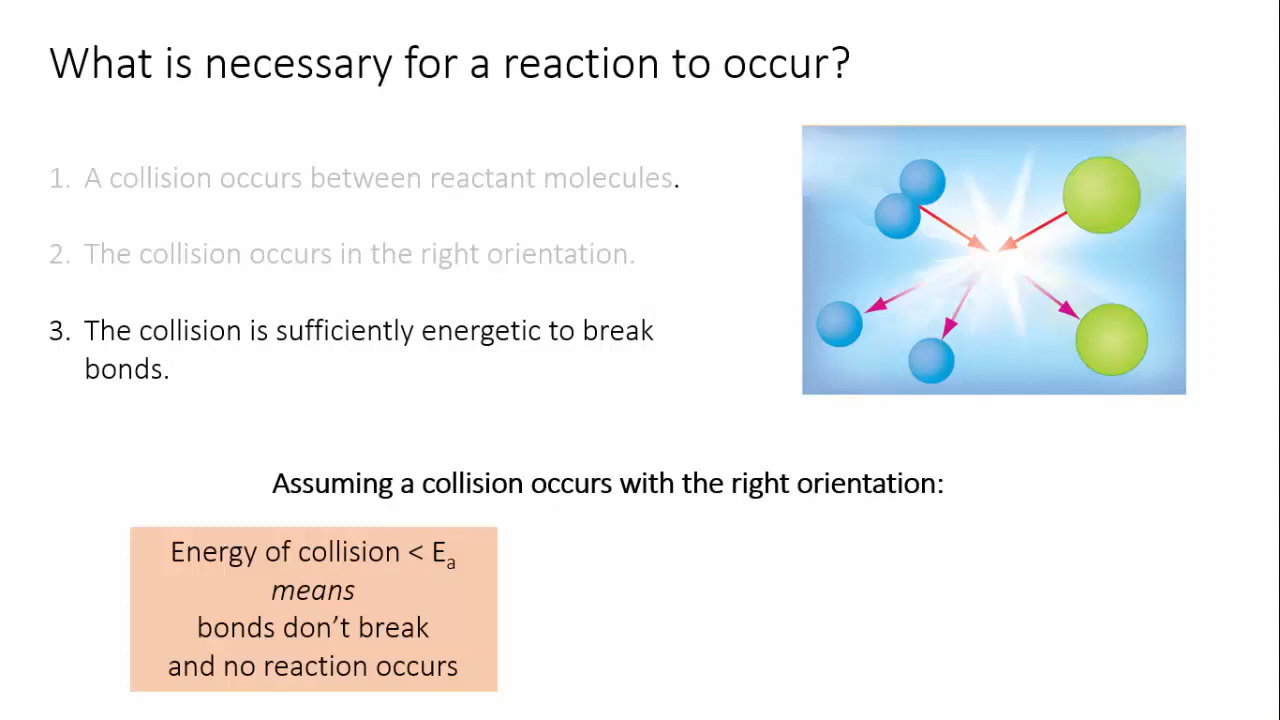 What is necessary for a reaction to occur?
1. A collision occurs between reactant molecules.
2. The collision occurs in the right orientation.
3. The collision is sufficiently energetic to break
bonds.
Assuming a collision occurs with the right orientation:
Energy of collision < Eₐ
means
bonds don’t break
and no reaction occurs